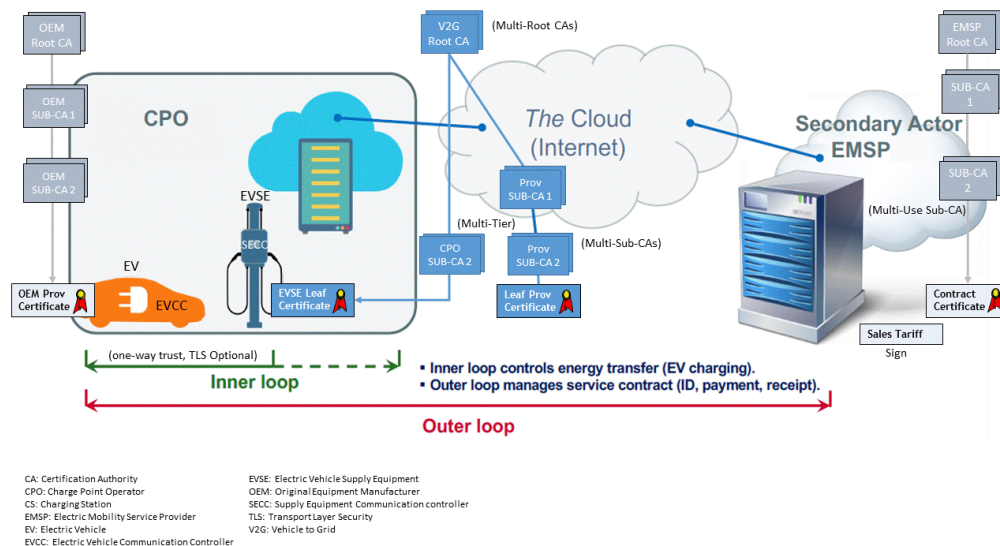 OEM
Root CA
V2G
Root CA
(Multi-Root CAs)
EMSP
Root CA
OEM
SUB-CA 1
CPO
The Cloud
(Internet)
Secondary Actor
EMSP
SUB-CA
1
OEM
SUB-CA 2
EVSE
Prov
SUB-CA 1
SUB-CA
2
(Multi-Use Sub-CA)
(Multi-Tier)
SECC
CPO
SUB-CA 2
Prov
SUB-CA 2
(Multi-Sub-CAs)
EV
EVCC
OEM Prov
Certificate
EVSE Leaf
Certificate
Leaf Prov
Certificate
Contract
Certificate
Sales Tariff
Sign
(one-way trust, TLS Optional)
Inner loop
▪ Inner loop controls energy transfer (EV charging).
▪ Outer loop manages service contract (ID, payment, receipt).
Outer loop
CA: Certification Authority
CPO: Charge Point Operator
CS: Charging Station
EMSP: Electric Mobility Service Provider
EV: Electric Vehicle
EVCC: Electric Vehicle Communication Controller
EVSE: Electric Vehicle Supply Equipment
OEM: Original Equipment Manufacturer
SECC: Supply Equipment Communication controller
TLS: Transport Layer Security
V2G: Vehicle to Grid